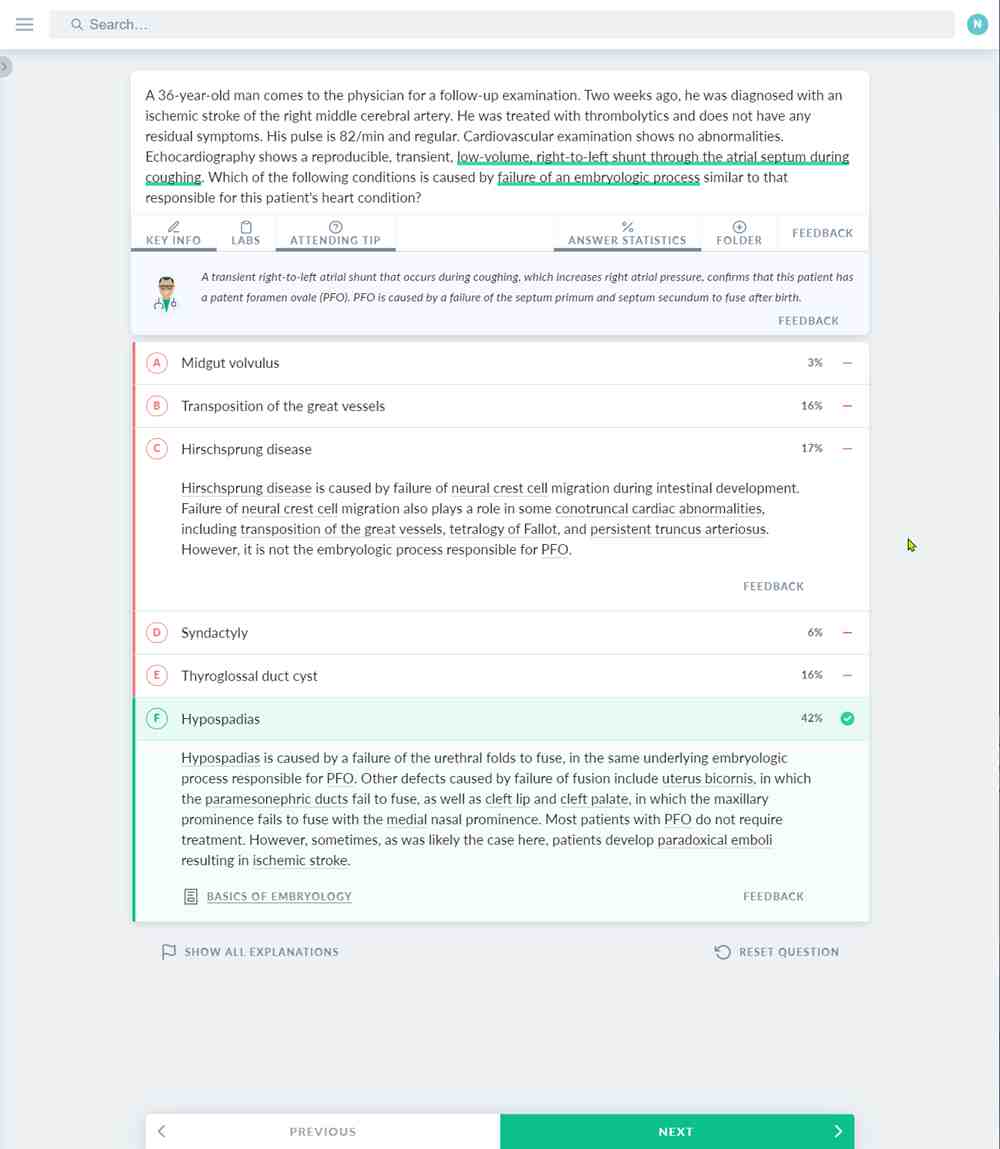 Search...
N
A 36-year-old man comes to the physician for a follow-up examination. Two weeks ago, he was diagnosed with an
ischemic stroke of the right middle cerebral artery. He was treated with thrombolytics and does not have any
residual symptoms. His pulse is 82/min and regular. Cardiovascular examination shows no abnormalities.
Echocardiography shows a reproducible, transient, low-volume, right-to-left shunt through the atrial septum during
coughing. Which of the following conditions is caused by failure of an embryologic process similar to that
responsible for this patient's heart condition?
KEY INFO
LABS
ATTENDING TIP
ANSWER STATISTICS
FOLDER
FEEDBACK
A transient right-to-left atrial shunt that occurs during coughing, which increases right atrial pressure, confirms that this patient has
a patent foramen ovale (PFO). PFO is caused by a failure of the septum primum and septum secundum to fuse after birth.
FEEDBACK
A Midgut volvulus 3%
B Transposition of the great vessels 16%
C Hirschsprung disease 17%
Hirschsprung disease is caused by failure of neural crest cell migration during intestinal development.
Failure of neural crest cell migration also plays a role in some conotruncal cardiac abnormalities,
including transposition of the great vessels, tetralogy of Fallot, and persistent truncus arteriosus.
However, it is not the embryologic process responsible for PFO.
FEEDBACK
D Syndactyly 6%
E Thyroglossal duct cyst 16%
F Hypospadias 42%
Hypospadias is caused by a failure of the urethral folds to fuse, in the same underlying embryologic
process responsible for PFO. Other defects caused by failure of fusion include uterus bicornis, in which
the paramesonephric ducts fail to fuse, as well as cleft lip and cleft palate, in which the maxillary
prominence fails to fuse with the medial nasal prominence. Most patients with PFO do not require
treatment. However, sometimes, as was likely the case here, patients develop paradoxical emboli
resulting in ischemic stroke.
BASICS OF EMBRYOLOGY
FEEDBACK
SHOW ALL EXPLANATIONS
RESET QUESTION
PREVIOUS
NEXT